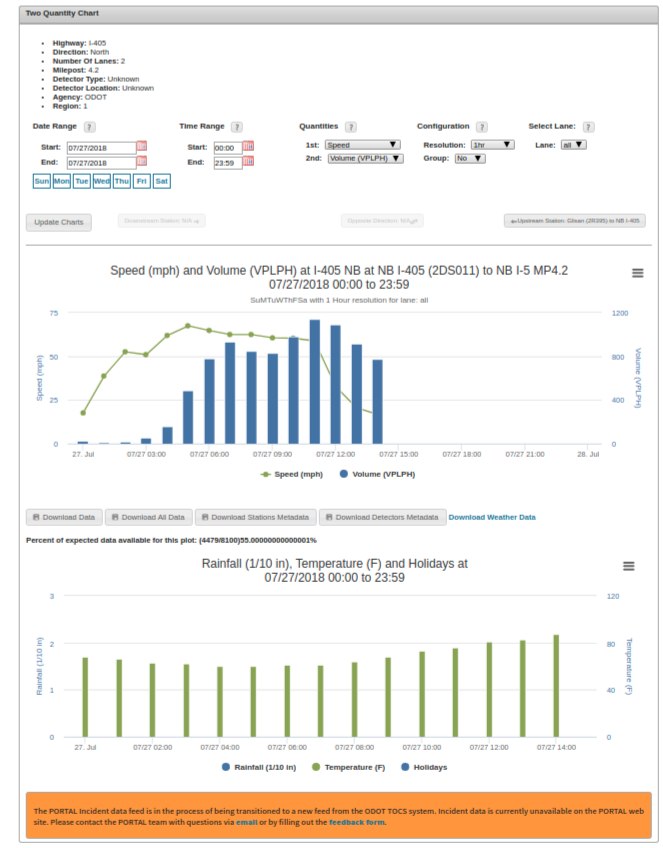 Two Quantity Chart
Highway: I-405
Direction: North
Number Of Lanes: 2
Milepost: 4.2
Detector Type: Unknown
Detector Location: Unknown
Agency: ODOT
Region: 1
Date Range ? Time Range ? Quantities ? Configuration ? Select Lane: ?
Start: 07/27/2018 Start: 00:00 1st: Speed Resolution: 1hr Lane: all
End: 07/27/2018 End: 23:59 2nd: Volume (VPLPH) Group: No
Sun Mon Tue Wed Thu Fri Sat
Update Charts Downstream Station: N/A Opposite Direction: N/A Upstream Station: Glisan (2R395) to NB I-405
Speed (mph) and Volume (VPLPH) at I-405 NB at NB I-405 (2DS011) to NB I-5 MP4.2
07/27/2018 00:00 to 23:59
SuMTuWThFSa with 1 Hour resolution for lane: all
75 1200
50 800
25 400
0 0
Speed (mph)
Volume (VPLPH)
27. Jul 07/27 03:00 07/27 06:00 07/27 09:00 07/27 12:00 07/27 15:00 07/27 18:00 07/27 21:00 28. Jul
Speed (mph) Volume (VPLPH)
Download Data Download All Data Download Stations Metadata Download Detectors Metadata Download Weather Data
Percent of expected data available for this plot: (4479/8100)55.00000000000001%
Rainfall (1/10 in), Temperature (F) and Holidays at
07/27/2018 00:00 to 23:59
3 120
2 80
1 40
0 0
Rainfall (1/10 in)
Temperature (F)
27. Jul 07/27 02:00 07/27 04:00 07/27 06:00 07/27 08:00 07/27 10:00 07/27 12:00 07/27 14:00
Rainfall (1/10 in) Temperature (F) Holidays
The PORTAL Incident data feed is in the process of being transitioned to a new feed from the ODOT TOCS system. Incident data is currently unavailable on the PORTAL web
site. Please contact the PORTAL team with questions via email or by filling out the feedback form.